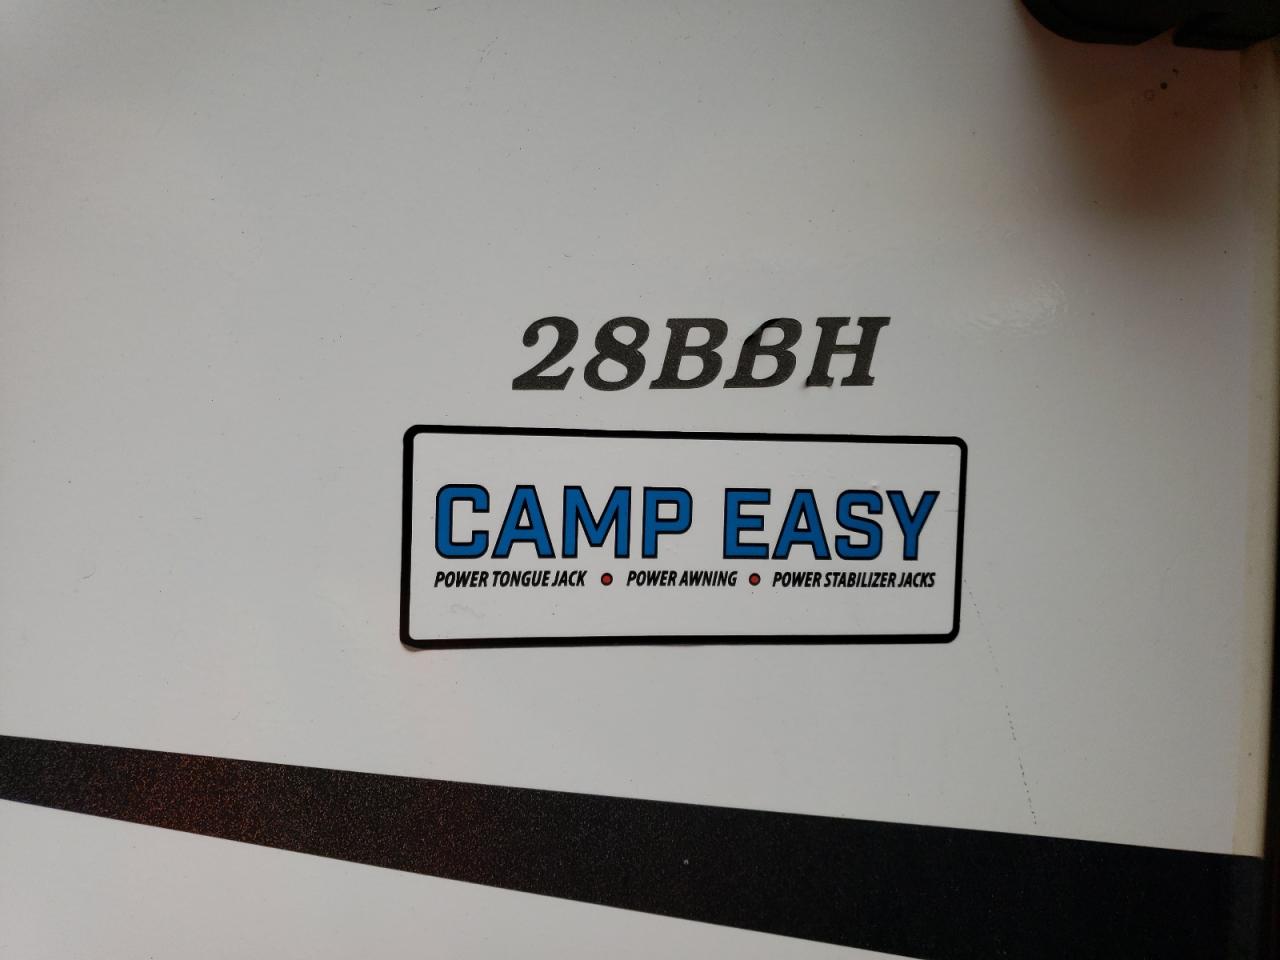 28BBH
CAMP EASY
POWER TONGUE JACK • POWER AWNING • POWER STABILIZER JACKS